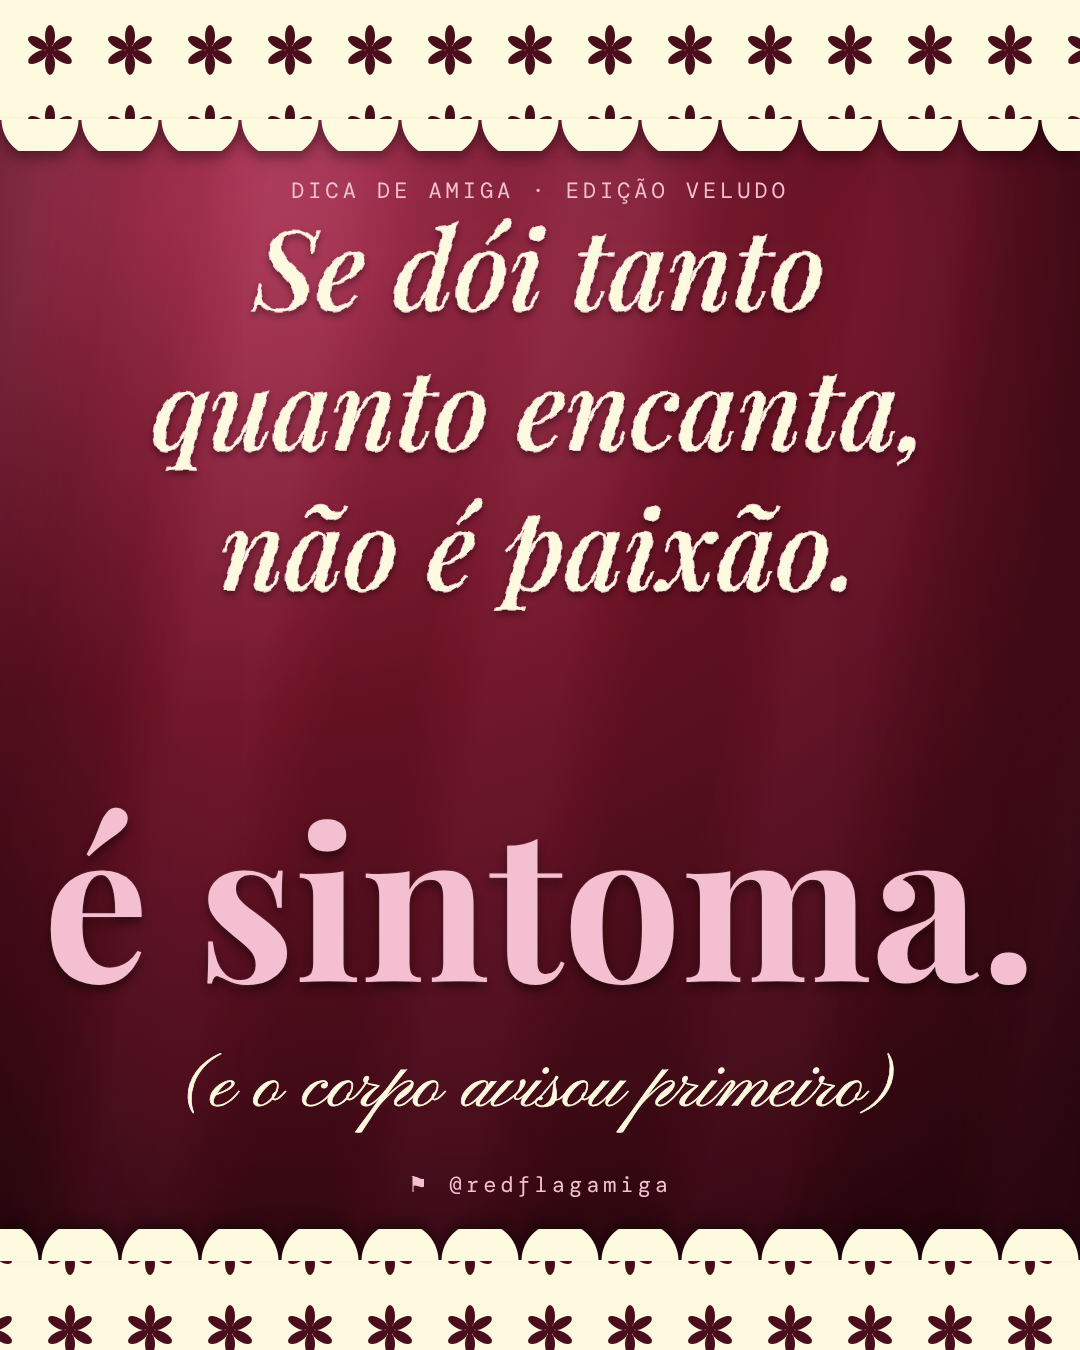 DICA DE AMIGA · EDIÇÃO VELUDO
Se dói tanto
quanto encanta,
não é paixão.
é sintoma.
(e o corpo avisou primeiro)
⚑ @redflagamiga